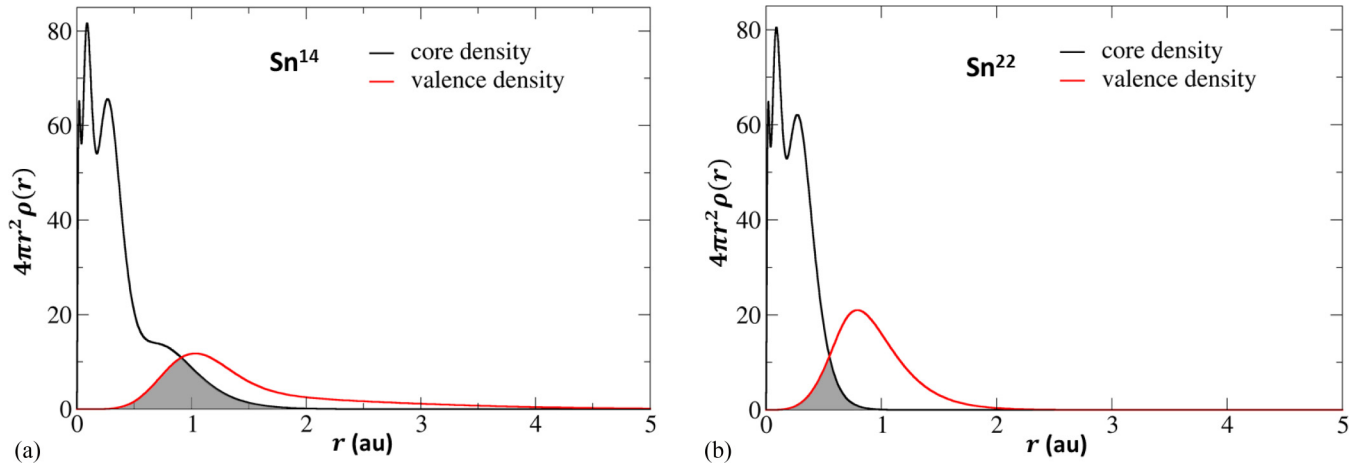 80
60
40
20
0
4πr²ρ(r)
Sn¹⁴
core density
valence density
0
1
2
3
4
5
r (au)
(a)
80
60
40
20
0
4πr²ρ(r)
Sn²²
core density
valence density
0
1
2
3
4
5
r (au)
(b)